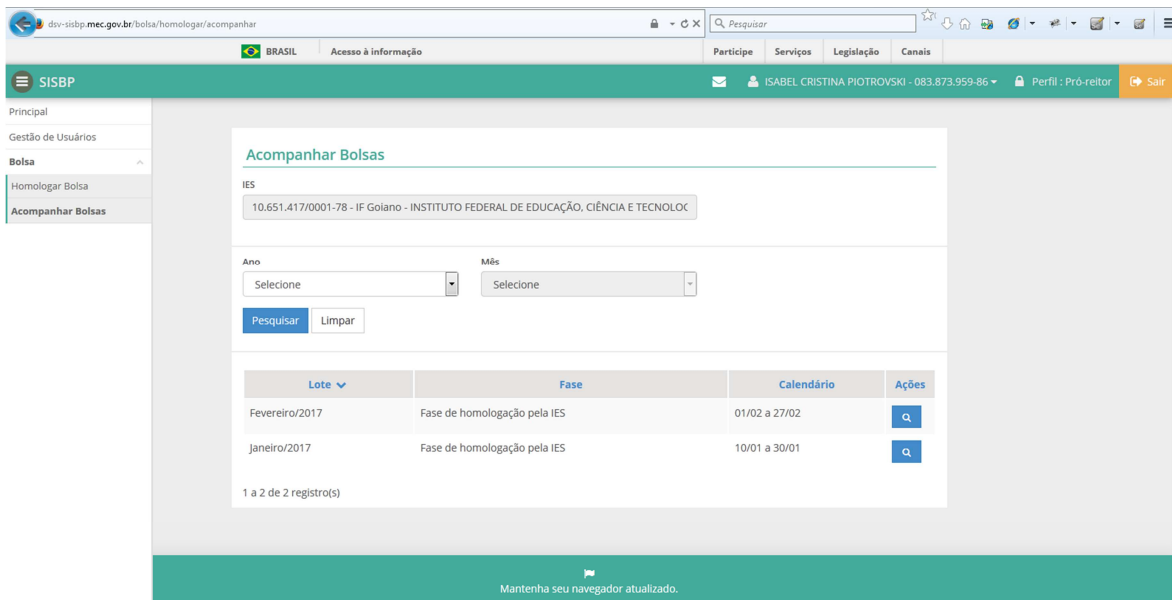 dsv-sisbp.mec.gov.br/bolsa/homologar/acompanhar
Pesquisar
BRASIL Acesso à informação Participe Serviços Legislação Canais
SISBP ISABEL CRISTINA PIOTROVSKI - 083.873.959-86 Perfil : Pró-reitor Sair
Principal
Gestão de Usuários
Bolsa
Homologar Bolsa
Acompanhar Bolsas
Acompanhar Bolsas
IES
10.651.417/0001-78 - IF Goiano - INSTITUTO FEDERAL DE EDUCAÇÃO, CIÊNCIA E TECNOLOC
Ano Mês
Selecione Selecione
Pesquisar Limpar
Lote Fase Calendário Ações
Fevereiro/2017 Fase de homologação pela IES 01/02 a 27/02
Janeiro/2017 Fase de homologação pela IES 10/01 a 30/01
1 a 2 de 2 registro(s)
Mantenha seu navegador atualizado.